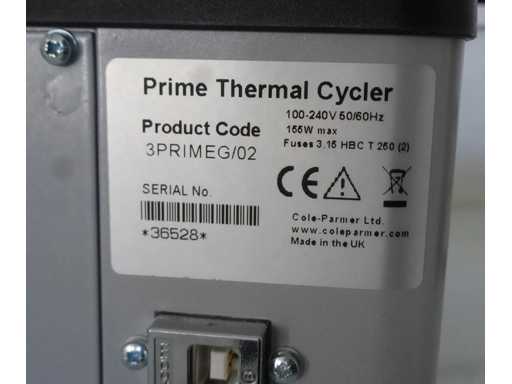 Prime Thermal Cycler
100-240V 50/60Hz
Product Code
155W max
3PRIMEG/02
Fuses 3.15 HBC T 250 (2)
SERIAL No.
CE
*36528*
Cole-Parmer Ltd.
www.coleparmer.com
Made in the UK